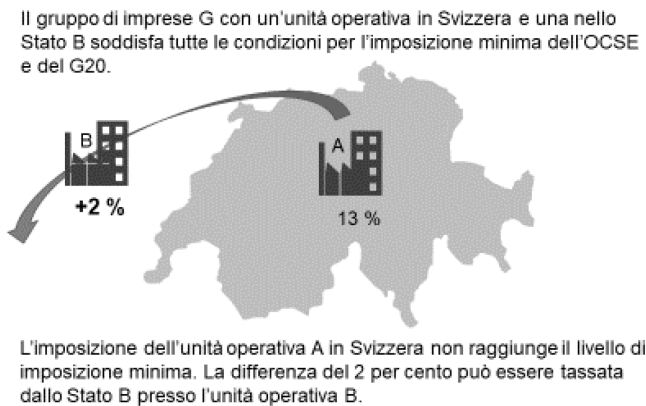 Il gruppo di imprese G con un'unità operativa in Svizzera e una nello
Stato B soddisfa tutte le condizioni per l'imposizione minima dell'OCSE
e del G20.
B
A
+2 %
13 %
L'imposizione dell'unità operativa A in Svizzera non raggiunge il livello di
imposizione minima. La differenza del 2 per cento può essere tassata
dallo Stato B presso l'unità operativa B.